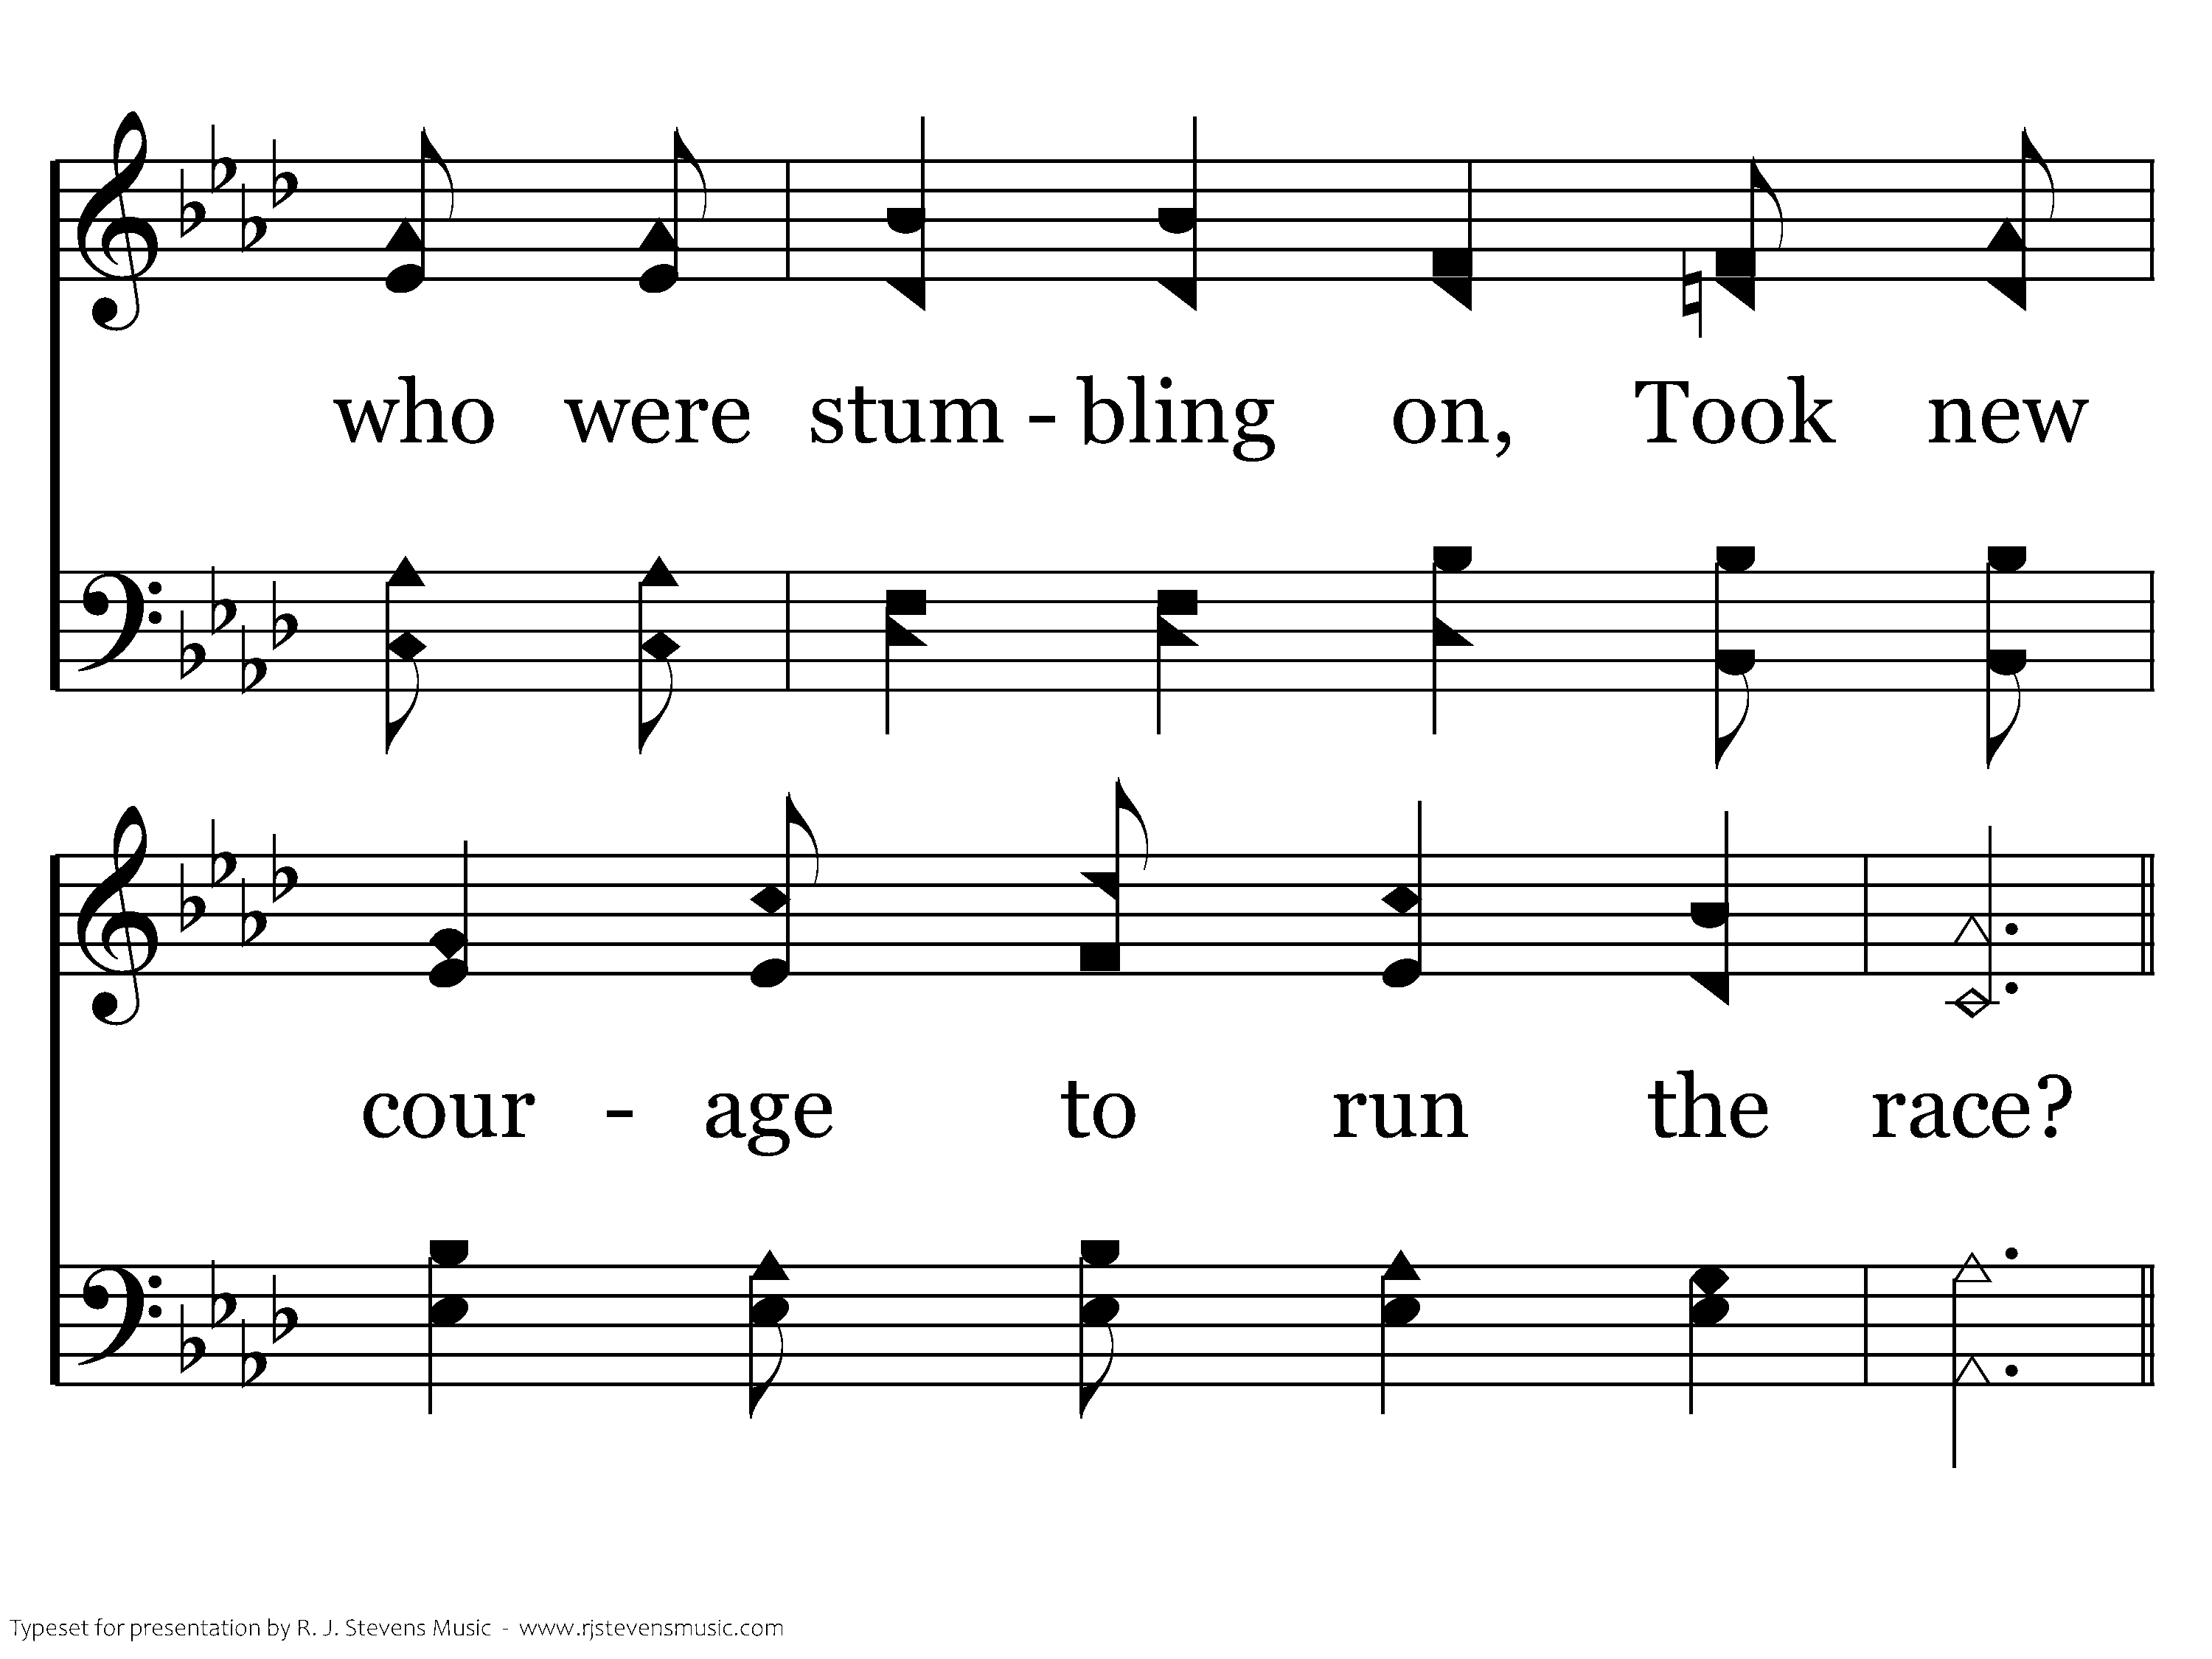 who were stum - bling on, Took new
cour - age to run the race?
Typeset for presentation by R. J. Stevens Music - www.rjstevensmusic.com